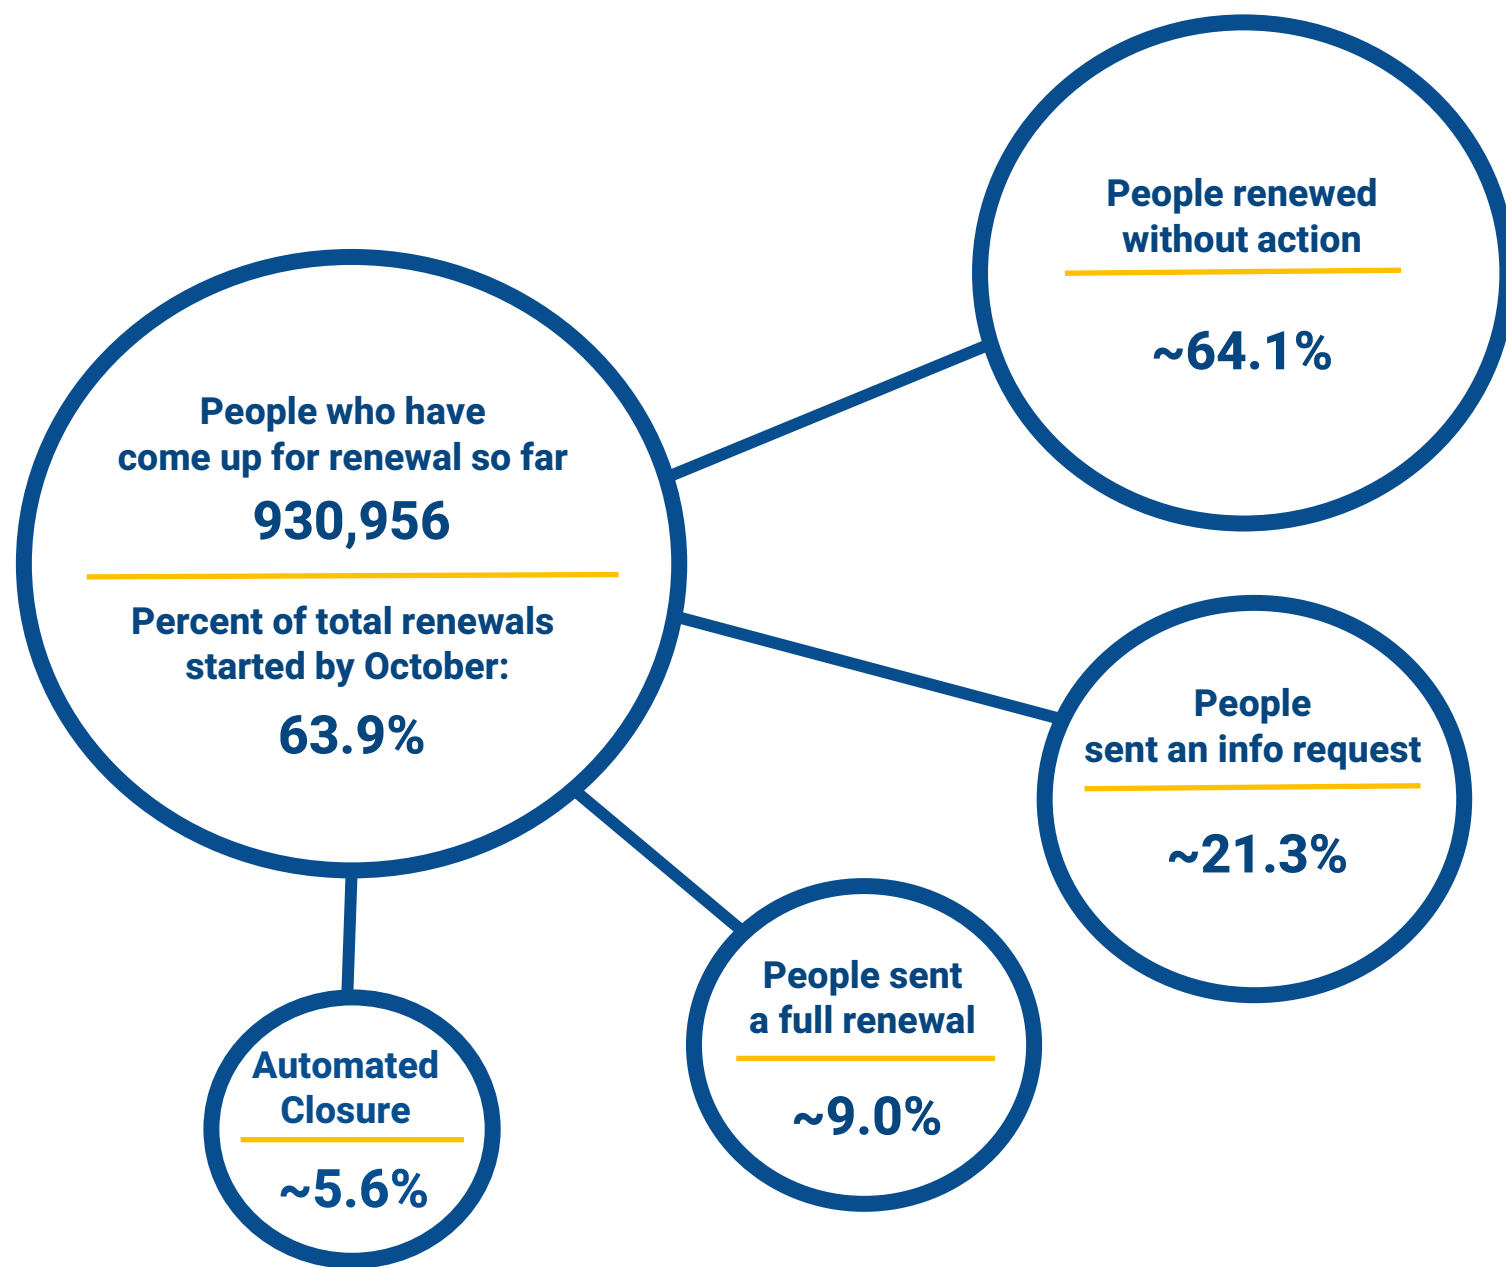 People who have
come up for renewal so far
930,956
Percent of total renewals
started by October:
63.9%
People renewed
without action
~64.1%
People
sent an info request
~21.3%
People sent
a full renewal
~9.0%
Automated
Closure
~5.6%